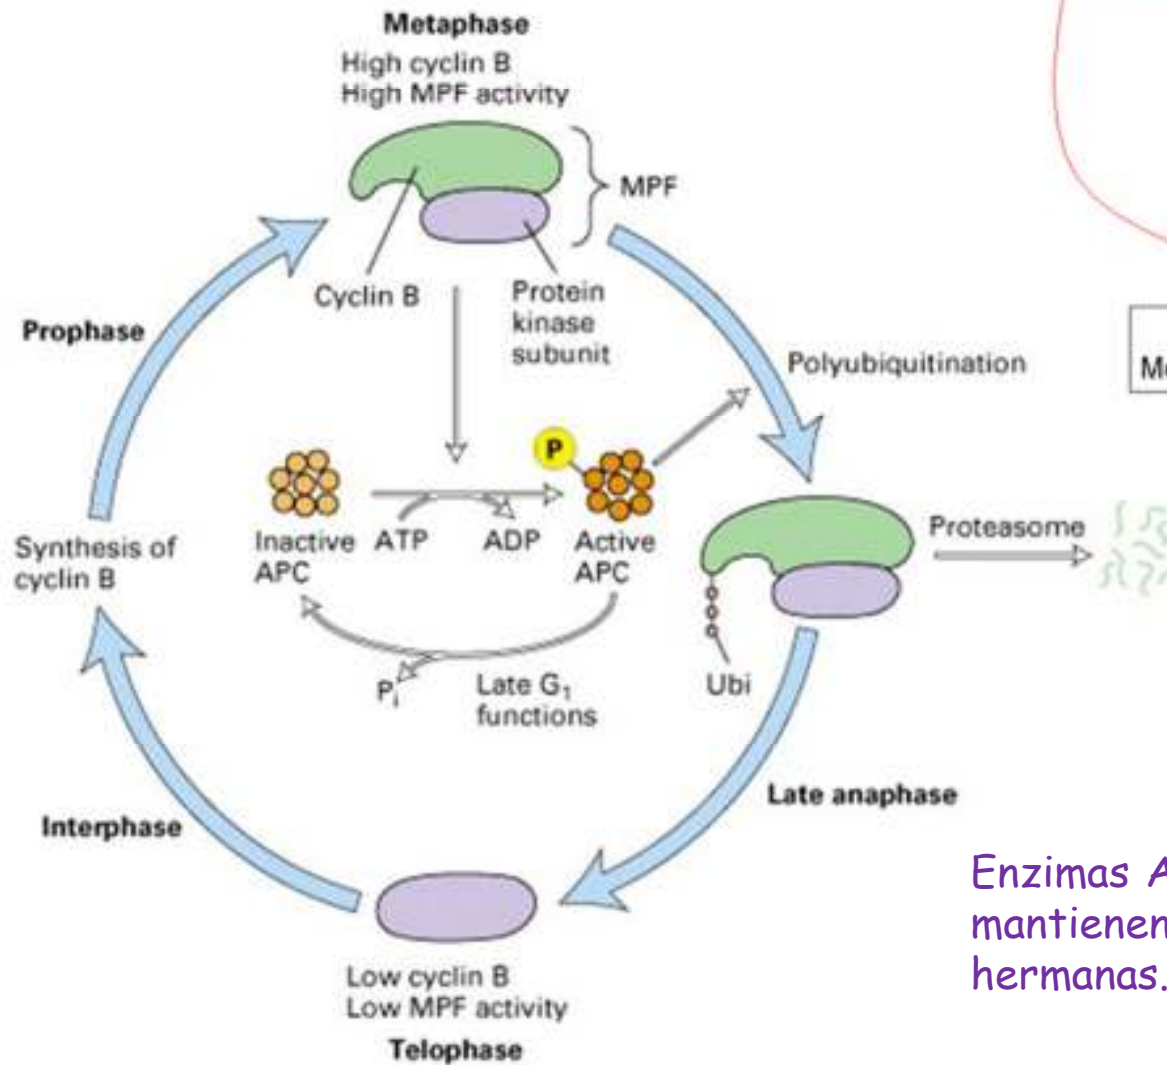 Metaphase
High cyclin B
High MPF activity
MPF
Cyclin B
Protein
kinase
subunit
Prophase
Polyubiquitination
P
Synthesis of
cyclin B
Inactive
APC
ATP
ADP
Active
APC
Proteasome
Pi
Late G1
functions
Ubi
Late anaphase
Interphase
Enzimas
mantienen
hermanas.
Low cyclin B
Low MPF activity
Telophase